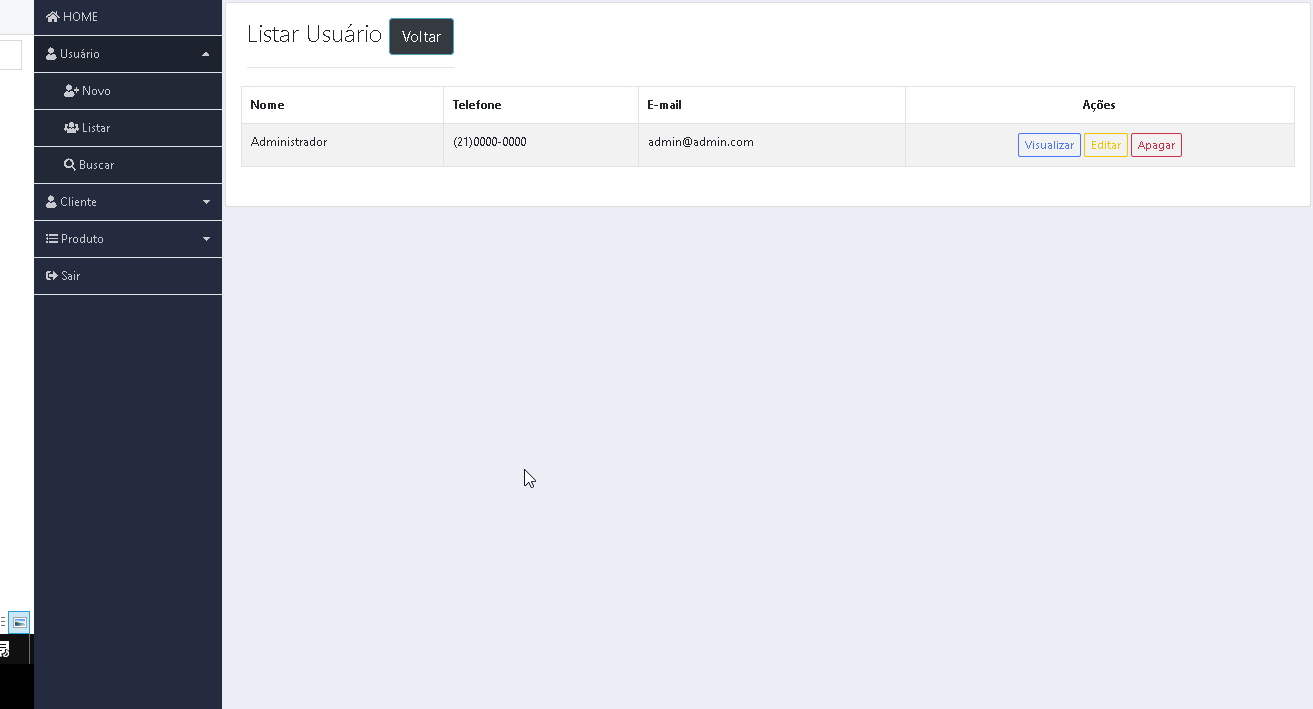 HOME
Usuário
Novo
Listar
Buscar
Cliente
Produto
Sair
Listar Usuário Voltar
Nome Telefone E-mail Ações
Administrador (21)0000-0000 admin@admin.com Visualizar Editar Apagar